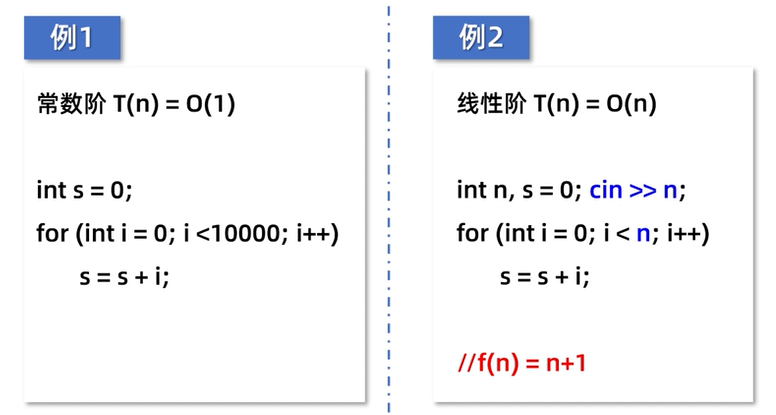 例1
常数阶 T(n) = O(1)
int s = 0;
for (int i = 0; i <10000; i++)
s = s + i;
例2
线性阶 T(n) = O(n)
int n, s = 0; cin >> n;
for (int i = 0; i < n; i++)
s = s + i;
//f(n) = n+1